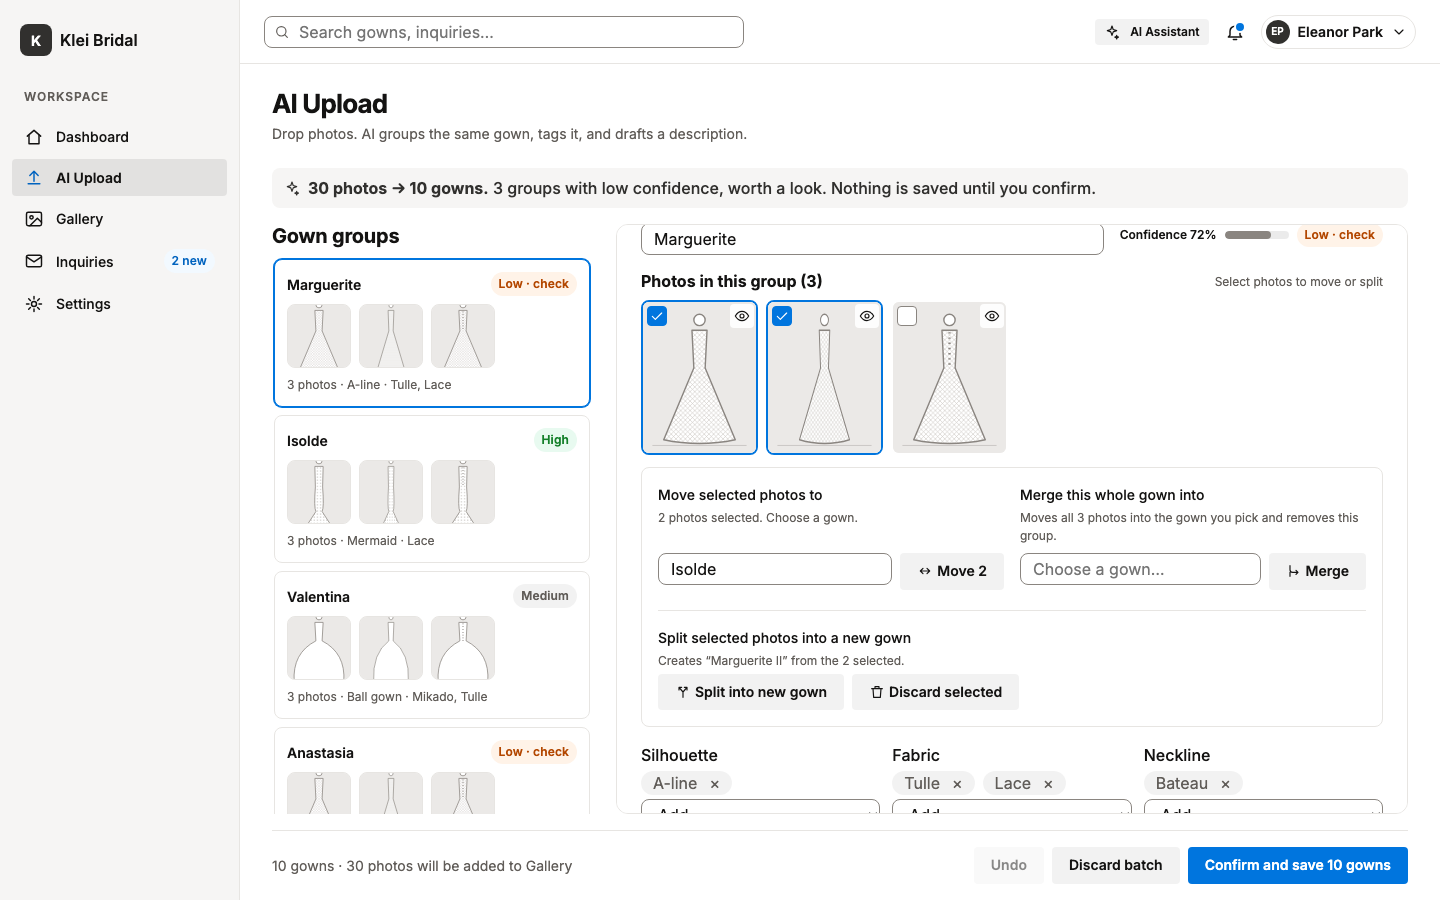 K Klei Bridal
Search gowns, inquiries...
AI Assistant
EP Eleanor Park
WORKSPACE
Dashboard
AI Upload
Gallery
Inquiries 2 new
Settings
AI Upload
Drop photos. AI groups the same gown, tags it, and drafts a description.
30 photos → 10 gowns. 3 groups with low confidence, worth a look. Nothing is saved until you confirm.
Gown groups
Marguerite Low · check
3 photos · A-line · Tulle, Lace
Isolde High
3 photos · Mermaid · Lace
Valentina Medium
3 photos · Ball gown · Mikado, Tulle
Anastasia Low · check
Marguerite
Confidence 72% Low · check
Photos in this group (3)
Select photos to move or split
Move selected photos to
2 photos selected. Choose a gown.
Isolde
Move 2
Merge this whole gown into
Moves all 3 photos into the gown you pick and removes this
group.
Choose a gown...
Merge
Split selected photos into a new gown
Creates “Marguerite II” from the 2 selected.
Split into new gown
Discard selected
Silhouette
A-line ×
Add
Fabric
Tulle × Lace ×
Add
Neckline
Bateau ×
Add
10 gowns · 30 photos will be added to Gallery
Undo
Discard batch
Confirm and save 10 gowns